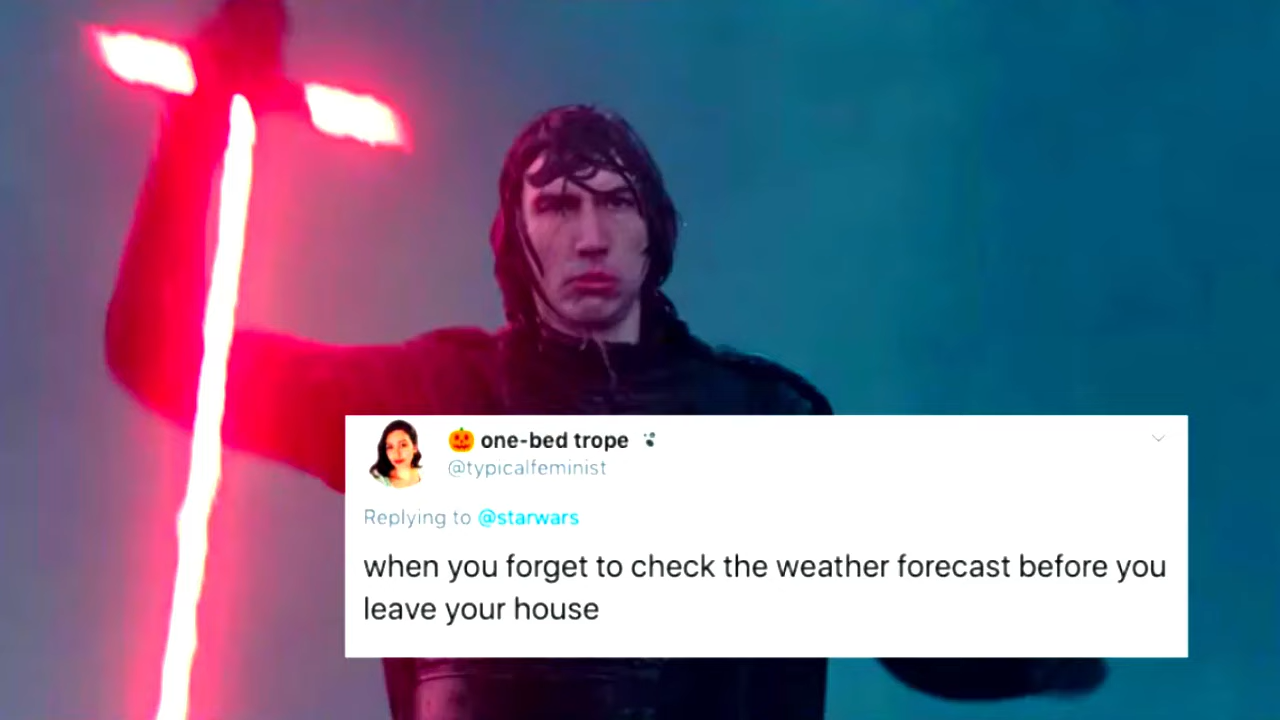 🎃 one-bed trope
@typicalfeminist
Replying to @starwars
when you forget to check the weather forecast before you
leave your house